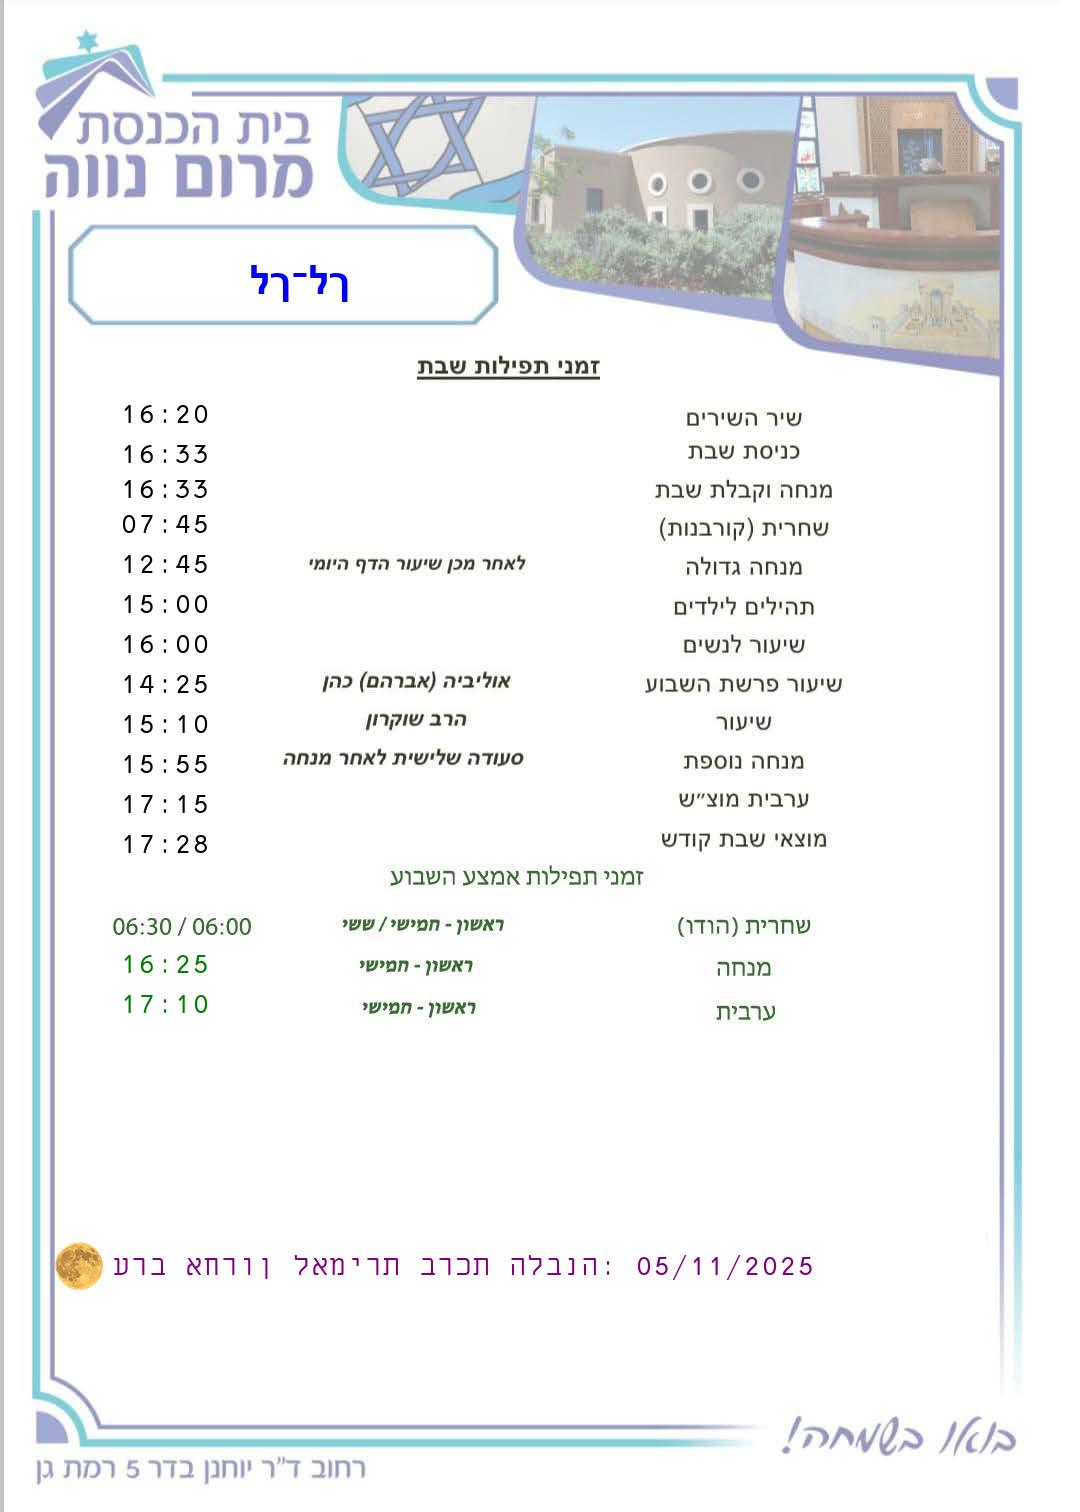 בית הכנסת
מרום נווה
לך־לך
זמני תפילות שבת
שיר השירים 16:20
כניסת שבת 16:33
מנחה וקבלת שבת 16:33
שחרית (קורבנות) 07:45
מנחה גדולה לאחר מכן שיעור הדף היומי 12:45
תהילים לילדים 15:00
שיעור לנשים 16:00
שיעור פרשת השבוע אוליביה (אברהם) כהן 14:25
שיעור הרב שוקרון 15:10
מנחה נוספת סעודה שלישית לאחר מנחה 15:55
ערבית מוצ״ש 17:15
מוצאי שבת קודש 17:28
זמני תפילות אמצע השבוע
שחרית (הודו) ראשון - חמישי / שישי 06:30 / 06:00
מנחה ראשון - חמישי 16:25
ערבית ראשון - חמישי 17:10
ערב אחרון לאמירת ברכת הלבנה: 05/11/2025
בואו בשמחה!
רחוב ד"ר יוחנן בדר 5 רמת גן